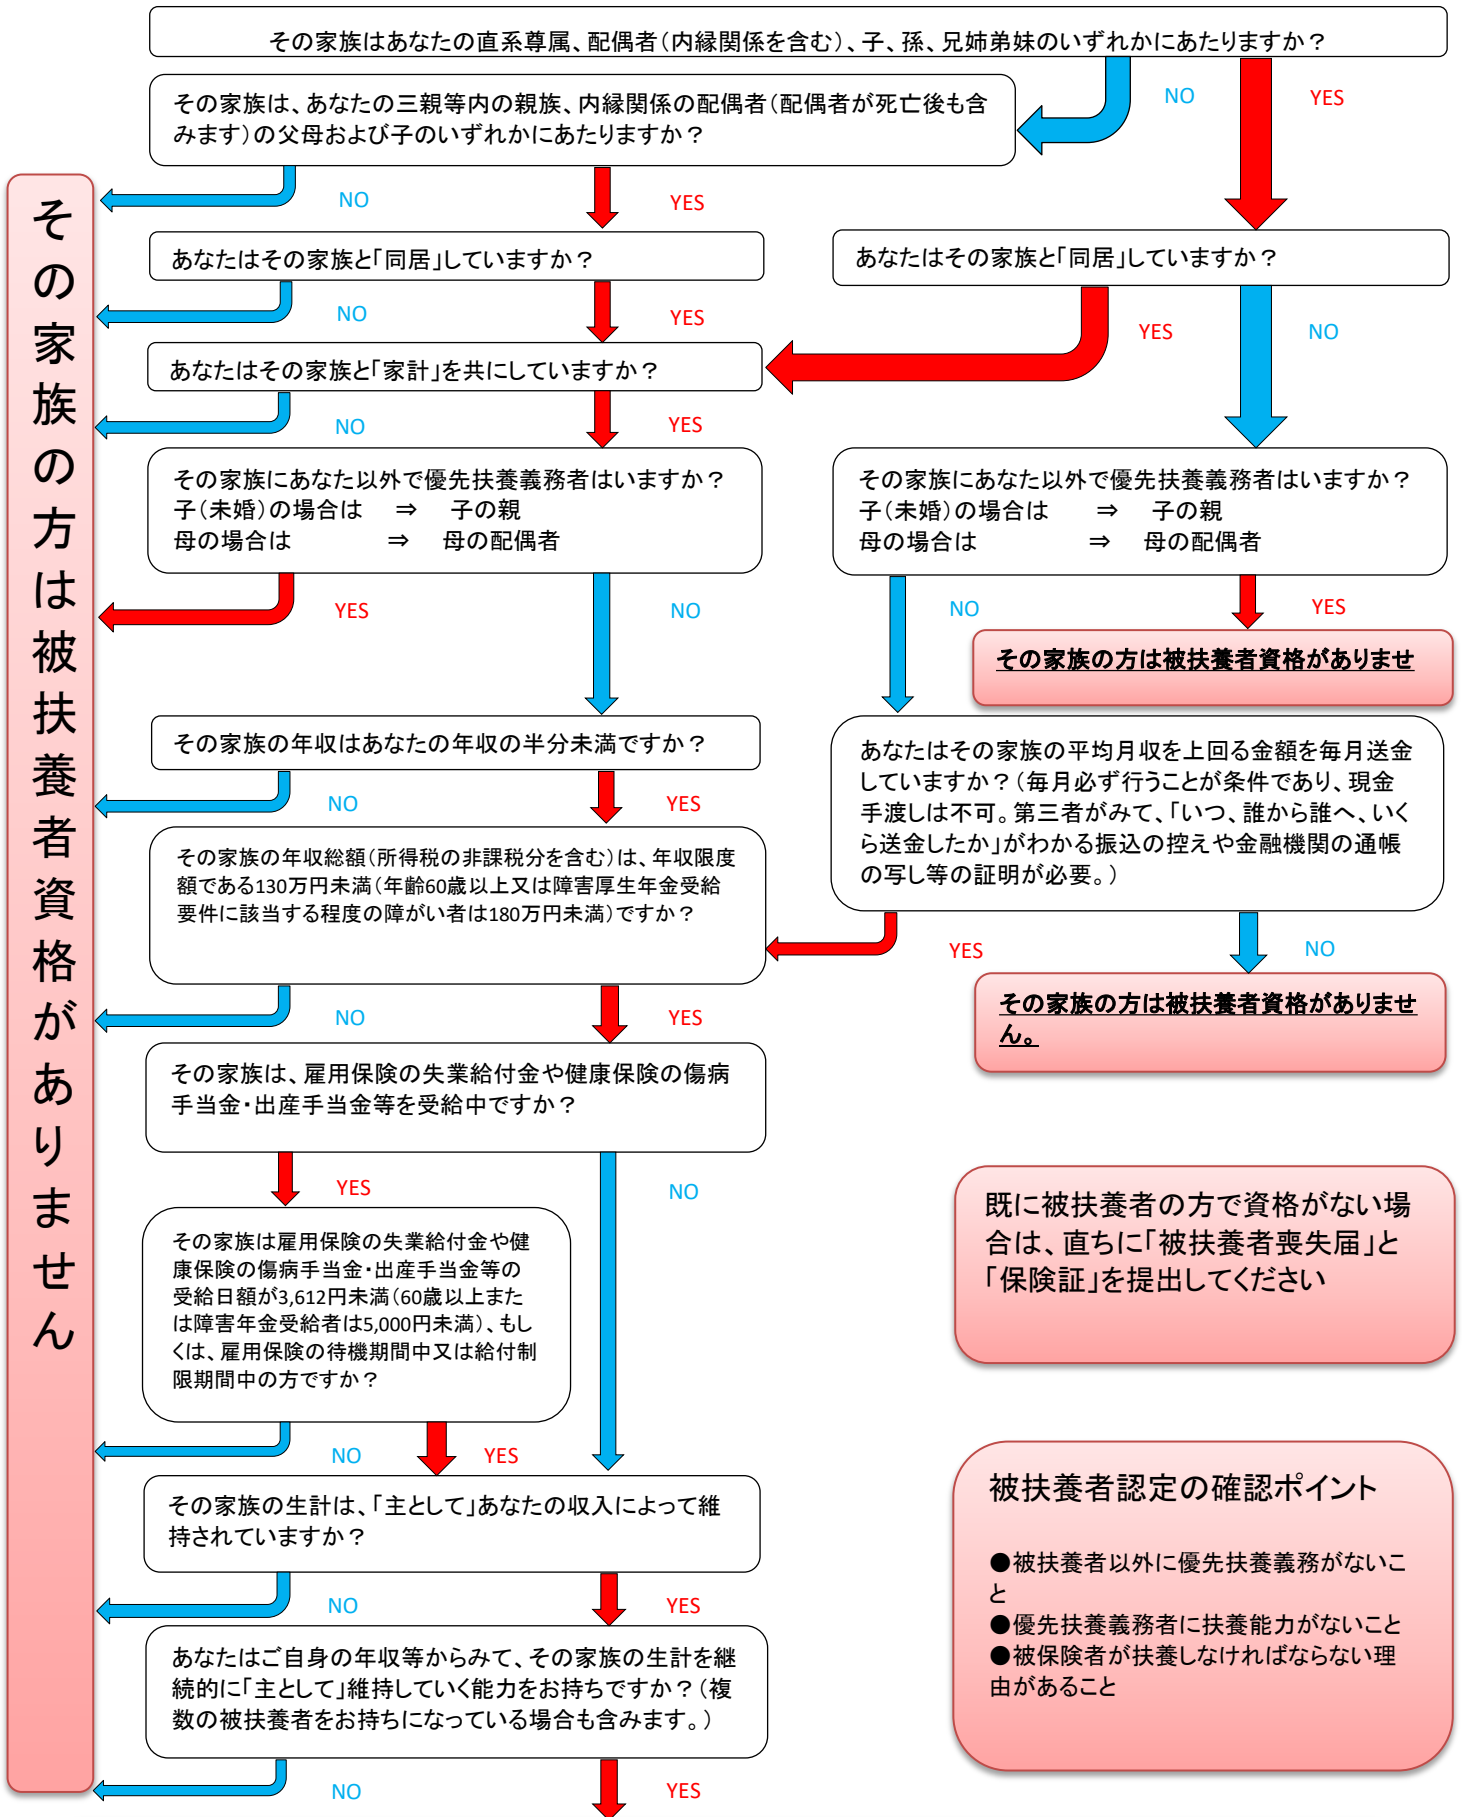 その家族はあなたの直系尊属、配偶者（内縁関係を含む）、子、孫、兄姉弟妹のいずれかにあたりますか？
NO
YES
その家族は、あなたの三親等内の親族、内縁関係の配偶者（配偶者が死亡後も含
みます）の父母および子のいずれかにあたりますか？
NO
YES
その家族の方は被扶養者資格がありません
あなたはその家族と「同居」していますか？
あなたはその家族と「同居」していますか？
NO
YES
YES
NO
あなたはその家族と「家計」を共にしていますか？
NO
YES
その家族にあなた以外で優先扶養義務者はいますか？
子（未婚）の場合は ⇒ 子の親
母の場合は ⇒ 母の配偶者
その家族にあなた以外で優先扶養義務者はいますか？
子（未婚）の場合は ⇒ 子の親
母の場合は ⇒ 母の配偶者
YES
NO
NO
YES
その家族の方は被扶養者資格がありませ
その家族の年収はあなたの年収の半分未満ですか？
NO
YES
あなたはその家族の平均月収を上回る金額を毎月送金
していますか？（毎月必ず行うことが条件であり、現金
手渡しは不可。第三者がみて、「いつ、誰から誰へ、いく
ら送金したか」がわかる振込の控えや金融機関の通帳
の写し等の証明が必要。）
その家族の年収総額（所得税の非課税分を含む）は、年収限度
額である130万円未満（年齢60歳以上又は障害厚生年金受給
要件に該当する程度の障がい者は180万円未満）ですか？
YES
NO
NO
YES
その家族の方は被扶養者資格がありませ
ん。
その家族は、雇用保険の失業給付金や健康保険の傷病
手当金・出産手当金等を受給中ですか？
YES
NO
既に被扶養者の方で資格がない場
合は、直ちに「被扶養者喪失届」と
「保険証」を提出してください
その家族は雇用保険の失業給付金や健
康保険の傷病手当金・出産手当金等の
受給日額が3,612円未満（60歳以上また
は障害年金受給者は5,000円未満）、もし
くは、雇用保険の待機期間中又は給付制
限期間中の方ですか？
NO
YES
その家族の生計は、「主として」あなたの収入によって維
持されていますか？
NO
YES
被扶養者認定の確認ポイント
●被扶養者以外に優先扶養義務がないこ
と
●優先扶養義務者に扶養能力がないこと
●被保険者が扶養しなければならない理
由があること
あなたはご自身の年収等からみて、その家族の生計を継
続的に「主として」維持していく能力をお持ちですか？（複
数の被扶養者をお持ちになっている場合も含みます。）
NO
YES